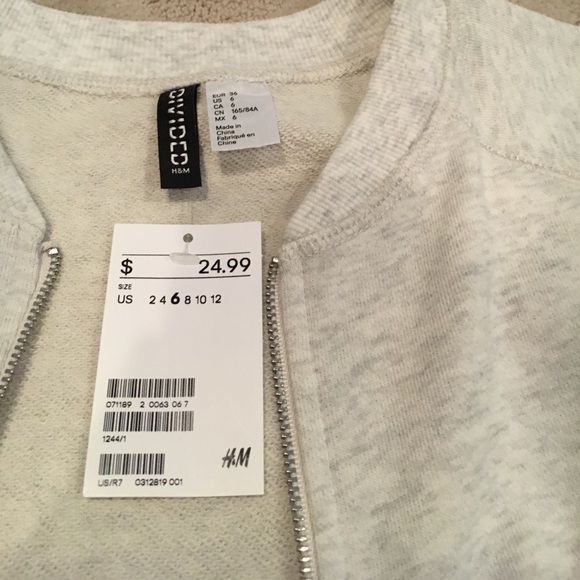 DIVIDED
H&M
EUR 36
US 6
CA 6
CN 165/84A
MX 6
Made in
China
Fabriqué en
Chine
$ 24.99
SIZE
US 2 4 6 8 10 12
071189 2 0063 06 7
1244/1
H&M
US/R7 0312819 001